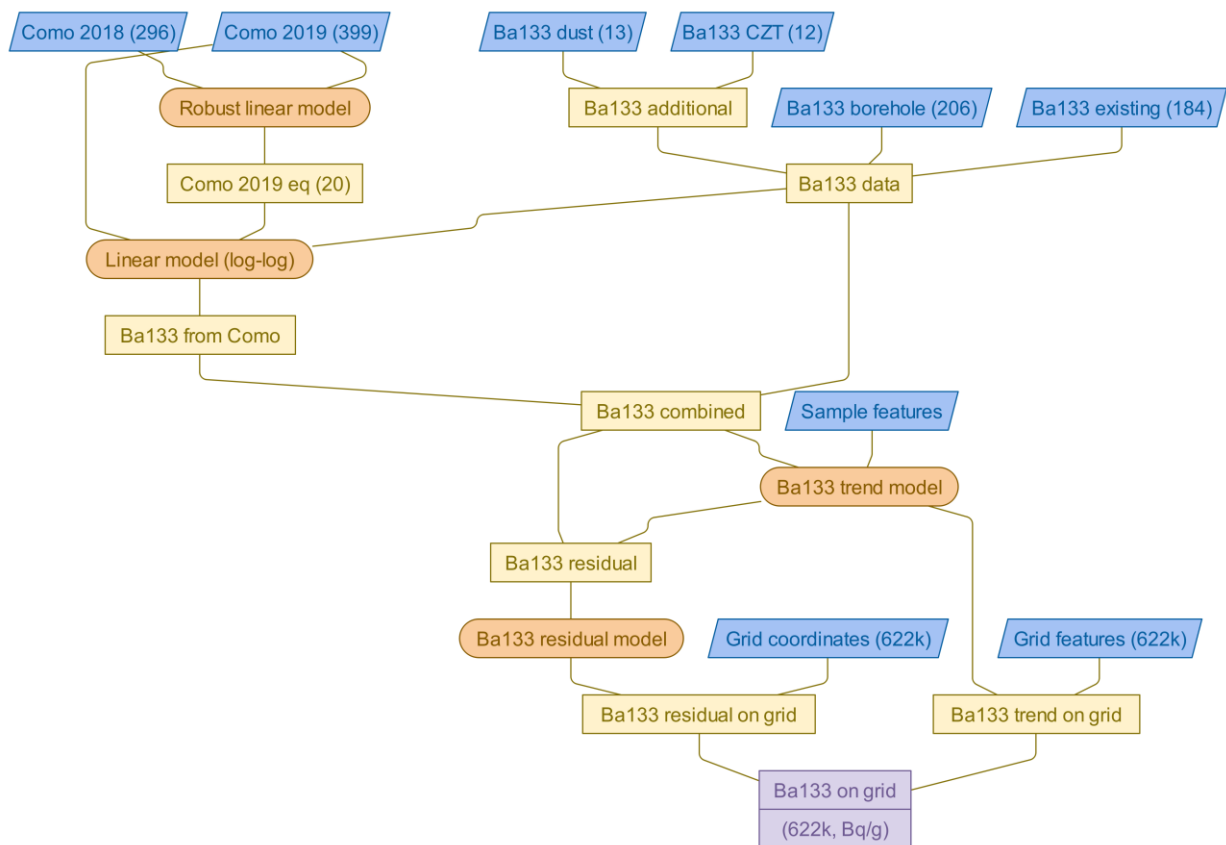 Como 2018 (296)
Como 2019 (399)
Ba133 dust (13)
Ba133 CZT (12)
Robust linear model
Ba133 additional
Ba133 borehole (206)
Ba133 existing (184)
Como 2019 eq (20)
Ba133 data
Linear model (log-log)
Ba133 from Como
Ba133 combined
Sample features
Ba133 trend model
Ba133 residual
Ba133 residual model
Grid coordinates (622k)
Grid features (622k)
Ba133 residual on grid
Ba133 trend on grid
Ba133 on grid
(622k, Bq/g)